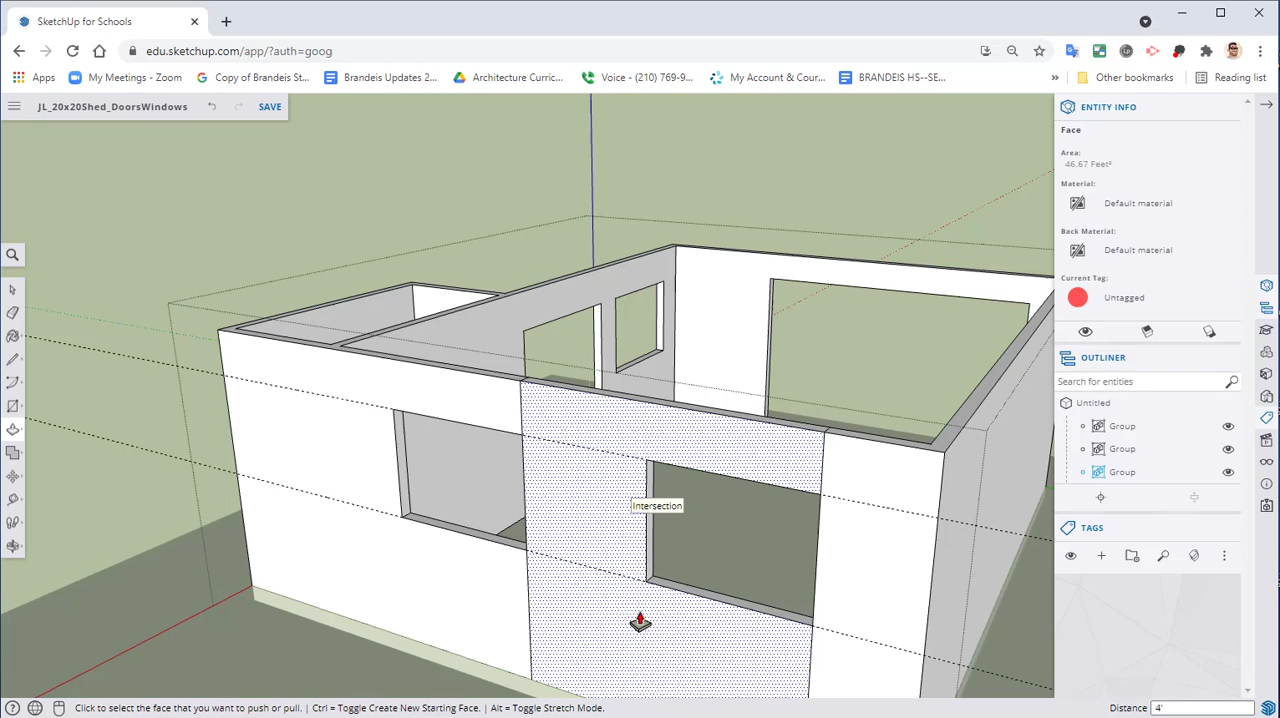 SketchUp for Schools
edu.sketchup.com/app/?auth=goog
Apps
My Meetings - Zoom
Copy of Brandeis St...
Brandeis Updates 2...
Architecture Curric...
Voice - (210) 769-9...
My Account & Cour...
BRANDEIS HS--SE...
»
Other bookmarks
Reading list
JL_20x20Shed_DoorsWindows
SAVE
ENTITY INFO
Face
Area:
46.67 Feet²
Material:
Default material
Back Material:
Default material
Current Tag:
Untagged
OUTLINER
Search for entities
Untitled
Group
Group
Group
TAGS
Intersection
Click to select the face that you want to push or pull. | Ctrl = Toggle Create New Starting Face. | Alt = Toggle Stretch Mode.
Distance 4'